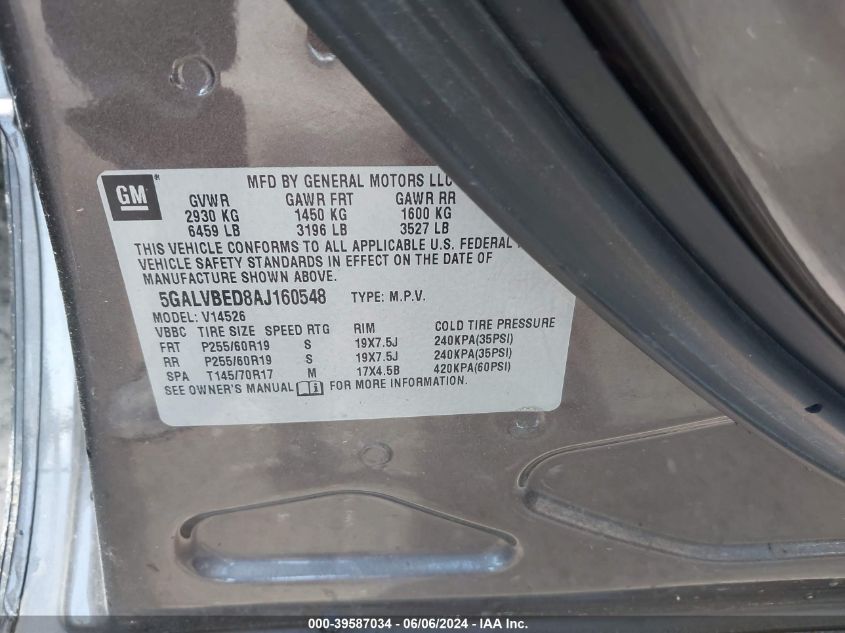 GM
MFD BY GENERAL MOTORS LLC
GVWR GAWR FRT GAWR RR
2930 KG 1450 KG 1600 KG
6459 LB 3196 LB 3527 LB
THIS VEHICLE CONFORMS TO ALL APPLICABLE U.S. FEDERAL
VEHICLE SAFETY STANDARDS IN EFFECT ON THE DATE OF
MANUFACTURE SHOWN ABOVE.
5GALVBED8AJ160548 TYPE: M.P.V.
MODEL: V14526
VBBC TIRE SIZE SPEED RTG RIM COLD TIRE PRESSURE
FRT P255/60R19 S 19X7.5J 240KPA(35PSI)
RR P255/60R19 S 19X7.5J 240KPA(35PSI)
SPA T145/70R17 M 17X4.5B 420KPA(60PSI)
SEE OWNER'S MANUAL FOR MORE INFORMATION.
000-39587034 - 06/06/2024 - © IAA Holdings, LLC.